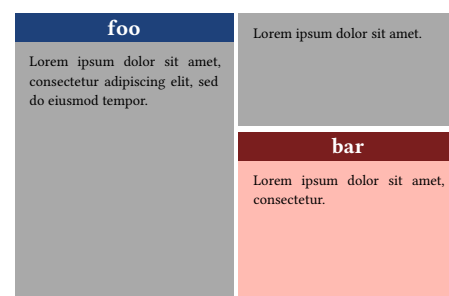 foo
Lorem ipsum dolor sit amet,
consectetur adipiscing elit, sed
do eiusmod tempor.
Lorem ipsum dolor sit amet.
bar
Lorem ipsum dolor sit amet,
consectetur.